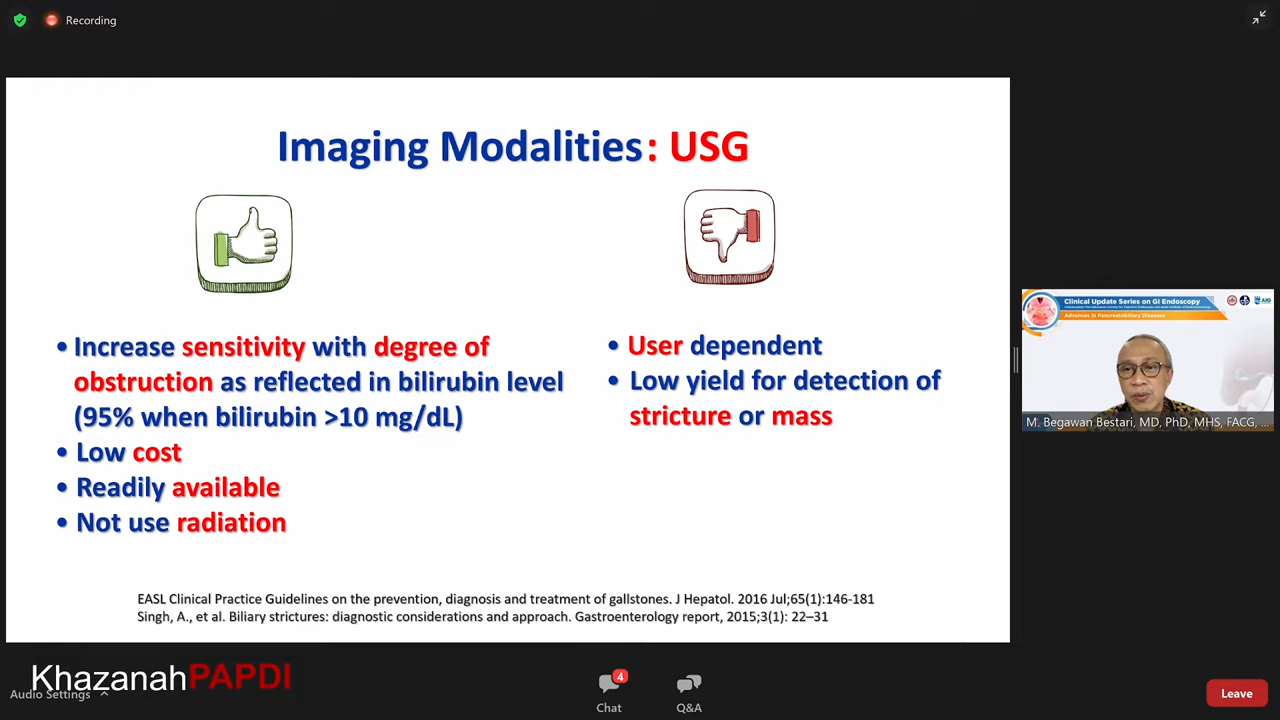 Recording
Imaging Modalities: USG
• Increase sensitivity with degree of
obstruction as reflected in bilirubin level
(95% when bilirubin >10 mg/dL)
• Low cost
• Readily available
• Not use radiation
• User dependent
• Low yield for detection of
stricture or mass
EASL Clinical Practice Guidelines on the prevention, diagnosis and treatment of gallstones. J Hepatol. 2016 Jul;65(1):146-181
Singh, A., et al. Biliary strictures: diagnostic considerations and approach. Gastroenterology report, 2015;3(1): 22–31
Clinical Update Series on GI Endoscopy
Advances in Pancreatobiliary Diseases
AIG
M. Begawan Bestari, MD, PhD, MHS, FACG, ...
KhazanahPAPDI
Audio Settings
4
Chat
Q&A
Leave